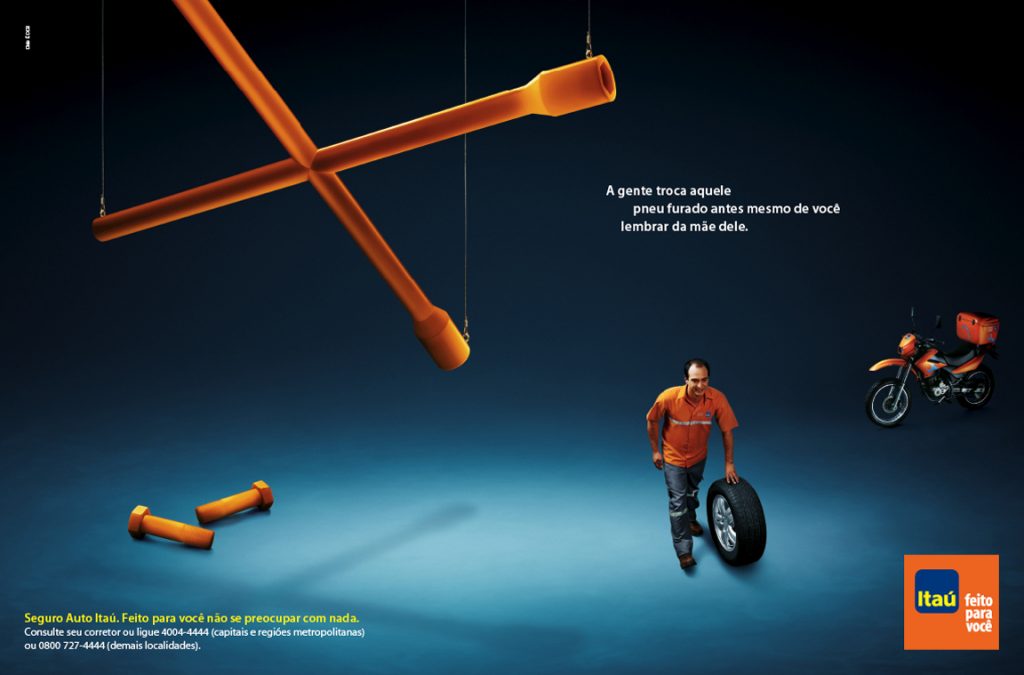 A gente troca aquele
pneu furado antes mesmo de você
lembrar da mãe dele.
Seguro Auto Itaú. Feito para você não se preocupar com nada.
Consulte seu corretor ou ligue 4004-4444 (capitais e regiões metropolitanas)
ou 0800 727-4444 (demais localidades).
Itaú
feito
para
você